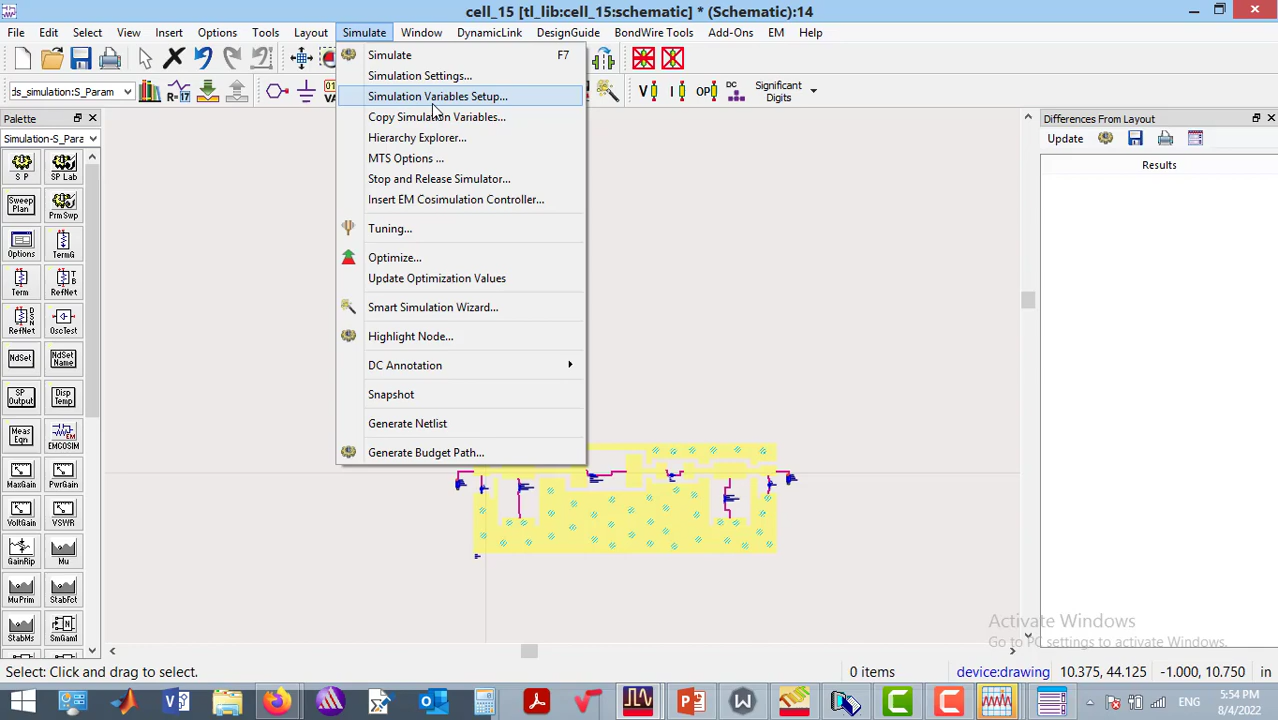 cell_15 [tl_lib:cell_15:schematic] * (Schematic):14
File Edit Select View Insert Options Tools Layout Simulate Window DynamicLink DesignGuide BondWire Tools Add-Ons EM Help
Simulate F7
Simulation Settings...
Simulation Variables Setup...
Copy Simulation Variables...
Hierarchy Explorer...
MTS Options ...
Stop and Release Simulator...
Insert EM Cosimulation Controller...
Tuning...
Optimize...
Update Optimization Values
Smart Simulation Wizard...
Highlight Node...
DC Annotation
Snapshot
Generate Netlist
Generate Budget Path...
ds_simulation:S_Param
Significant
Digits
Palette
Simulation-S_Para
S P SP Lab
Sweep Plan PrmSwp
Options TermG
Term RefNet
RefNet OscTest
NdSet NdSet Name
SP Output Disp Temp
Meas Eqn EMCOSIM
MaxGain PwrGain
VoltGain VSWR
GainRip Mu
MuPrim StabFct
StabMs SmGam1
Differences From Layout
Update
Results
Activate Windows
Go to PC settings to activate Windows.
Select: Click and drag to select.
0 items
device:drawing
10.375, 44.125
-1.000, 10.750
in
ENG
5:54 PM
8/4/2022